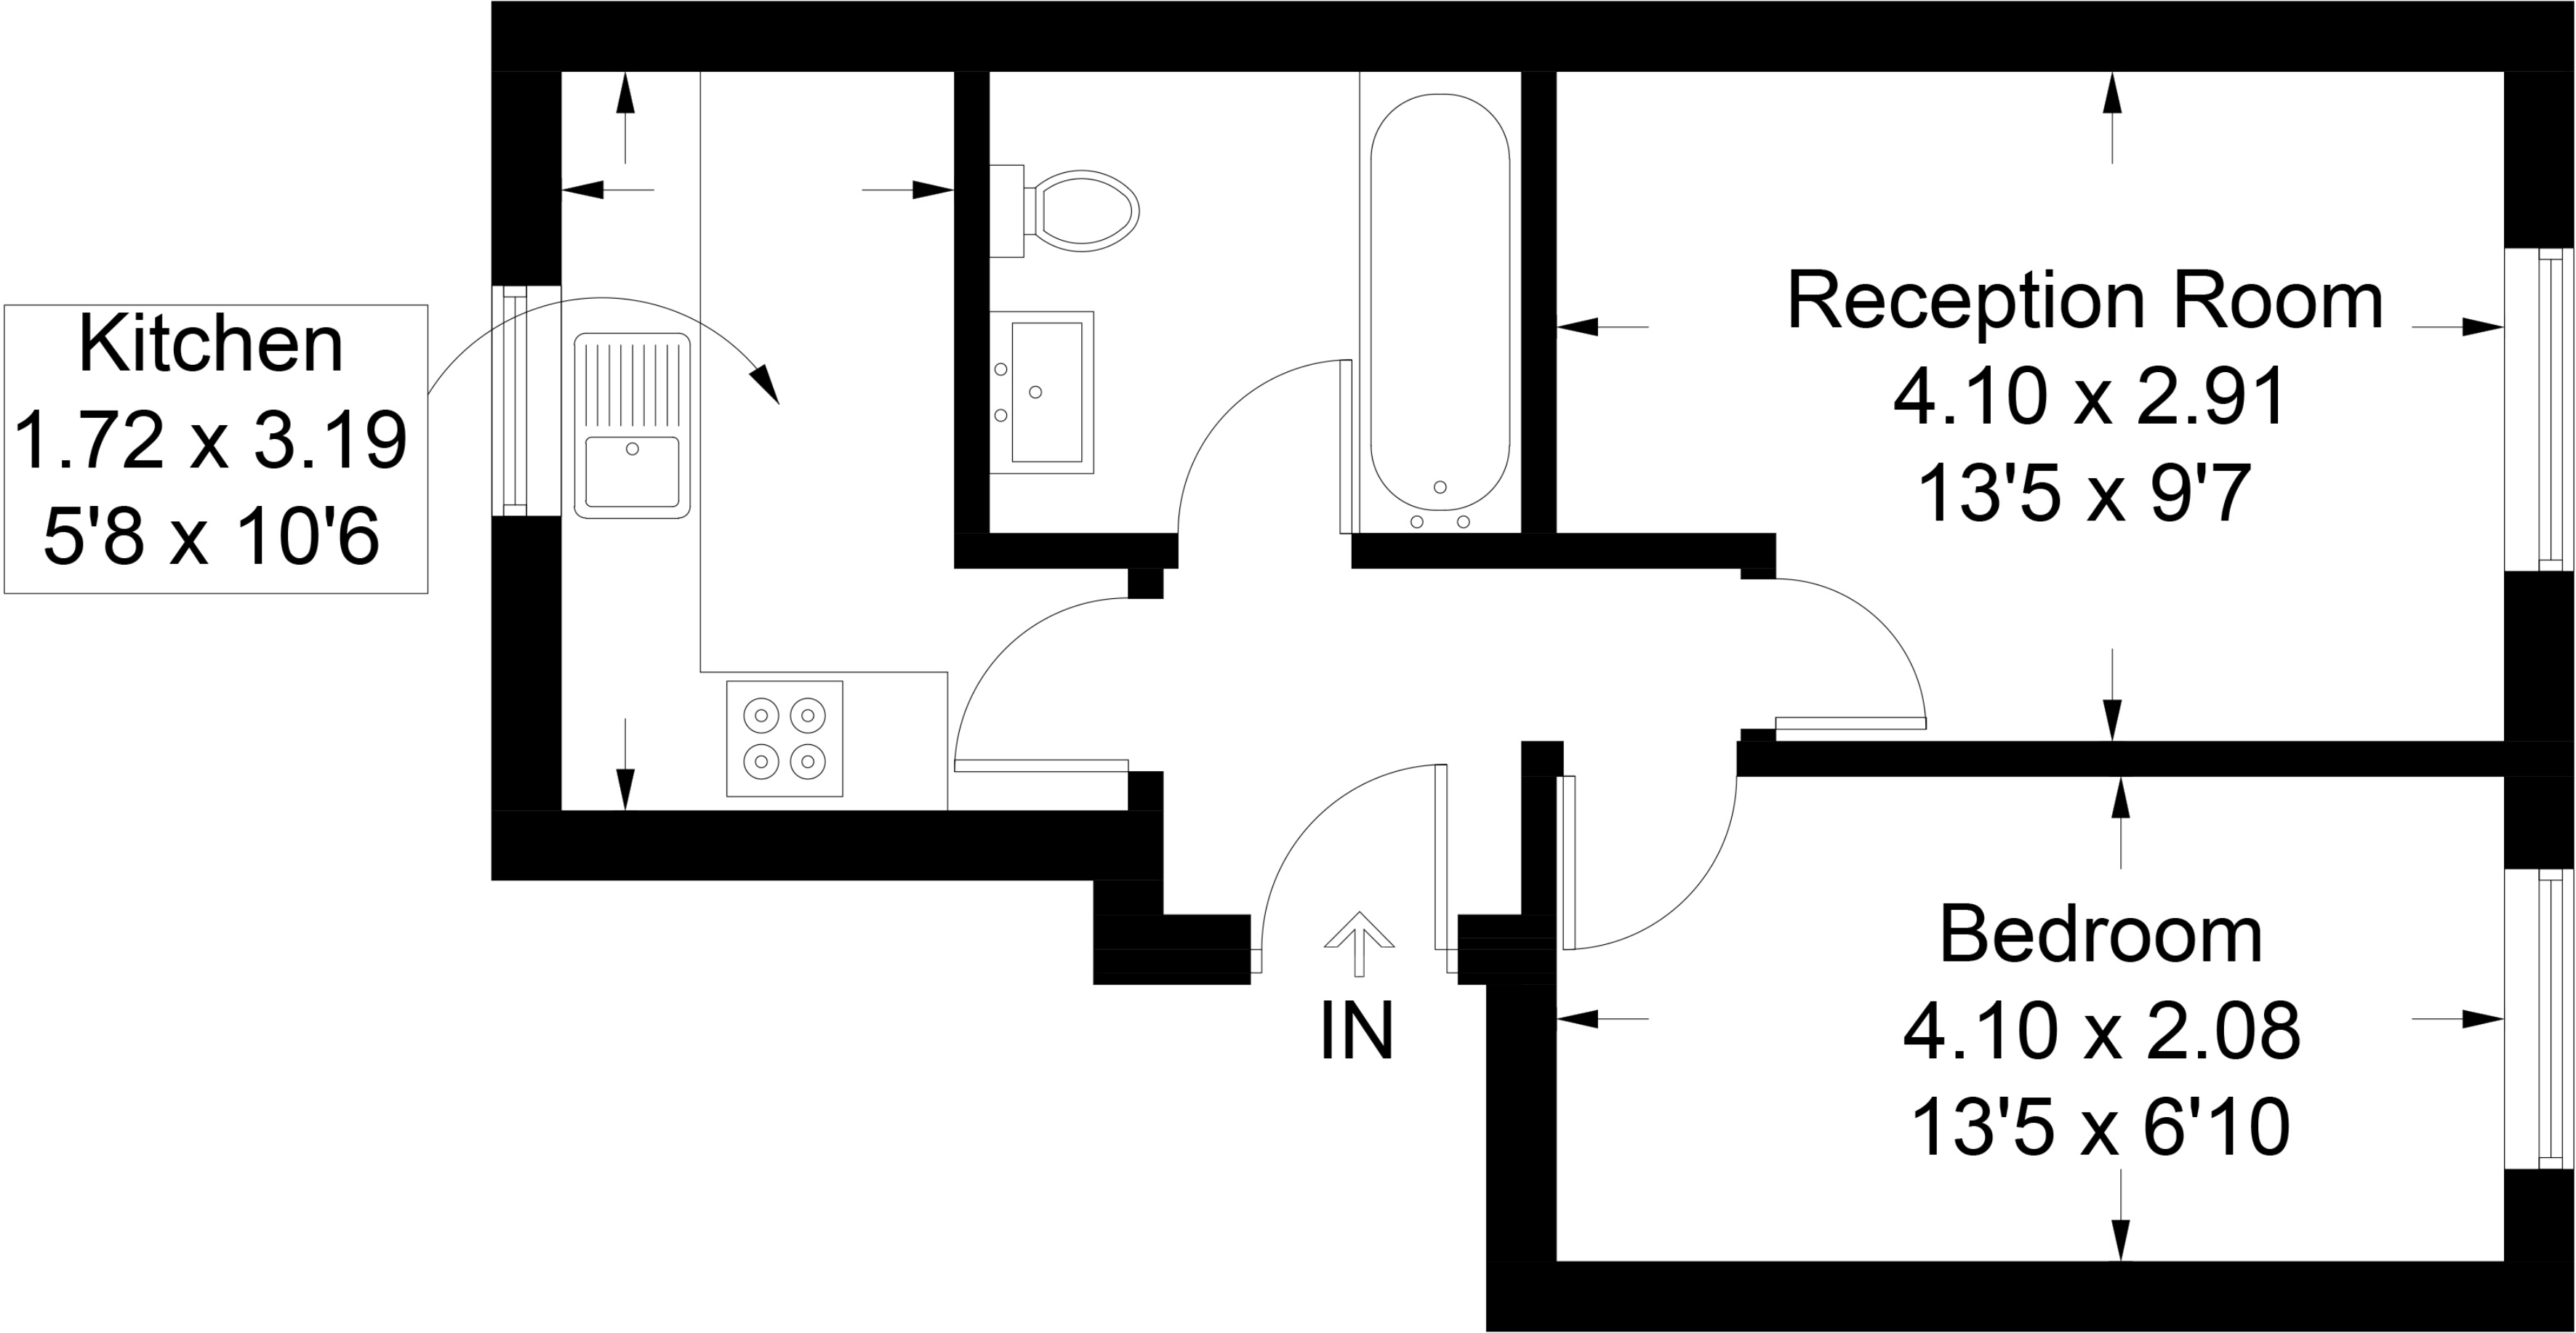 Kitchen
1.72 x 3.19
5'8 x 10'6
Reception Room
4.10 x 2.91
13'5 x 9'7
Bedroom
4.10 x 2.08
13'5 x 6'10
IN